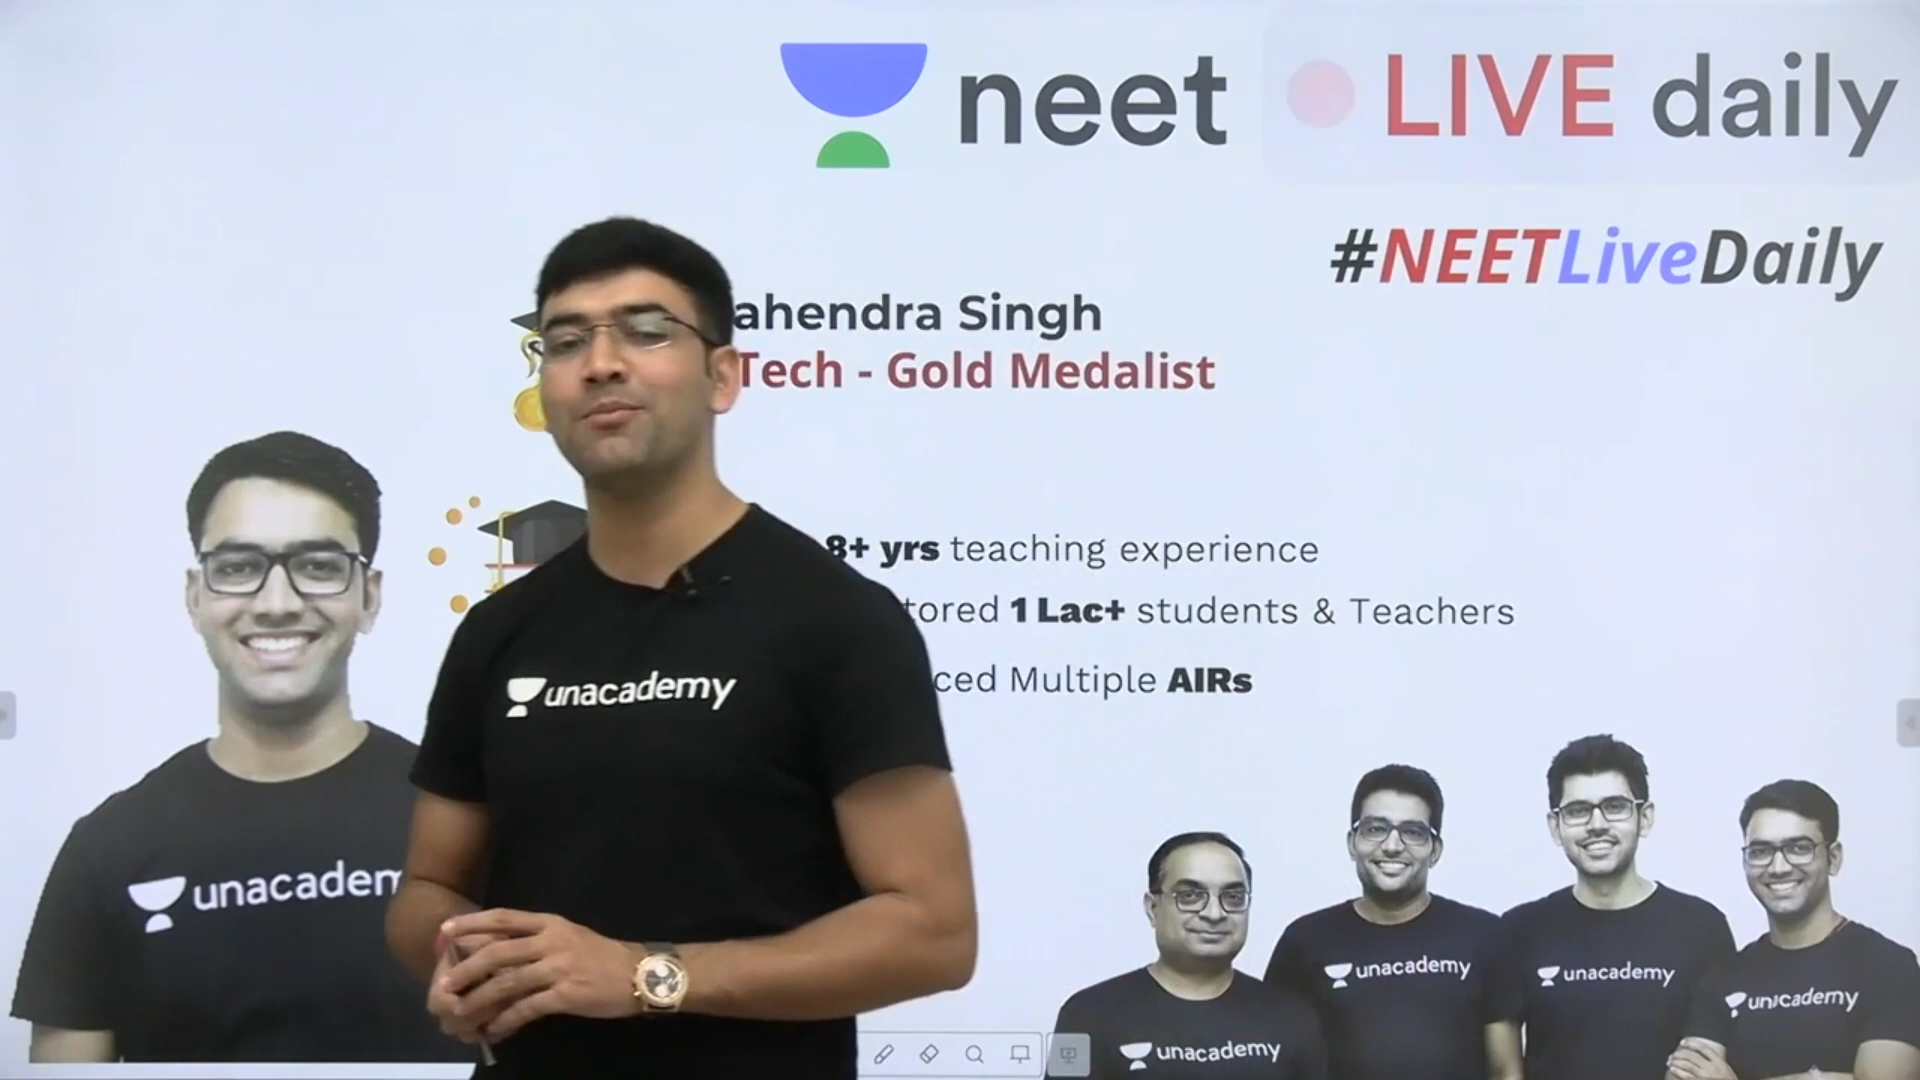 neet LIVE daily
#NEETLiveDaily
ahendra Singh
Tech - Gold Medalist
8+ yrs teaching experience
tored 1 Lac+ students & Teachers
ced Multiple AIRs
unacademy
unacadem
unacademy
unacademy
unacademy
unacademy